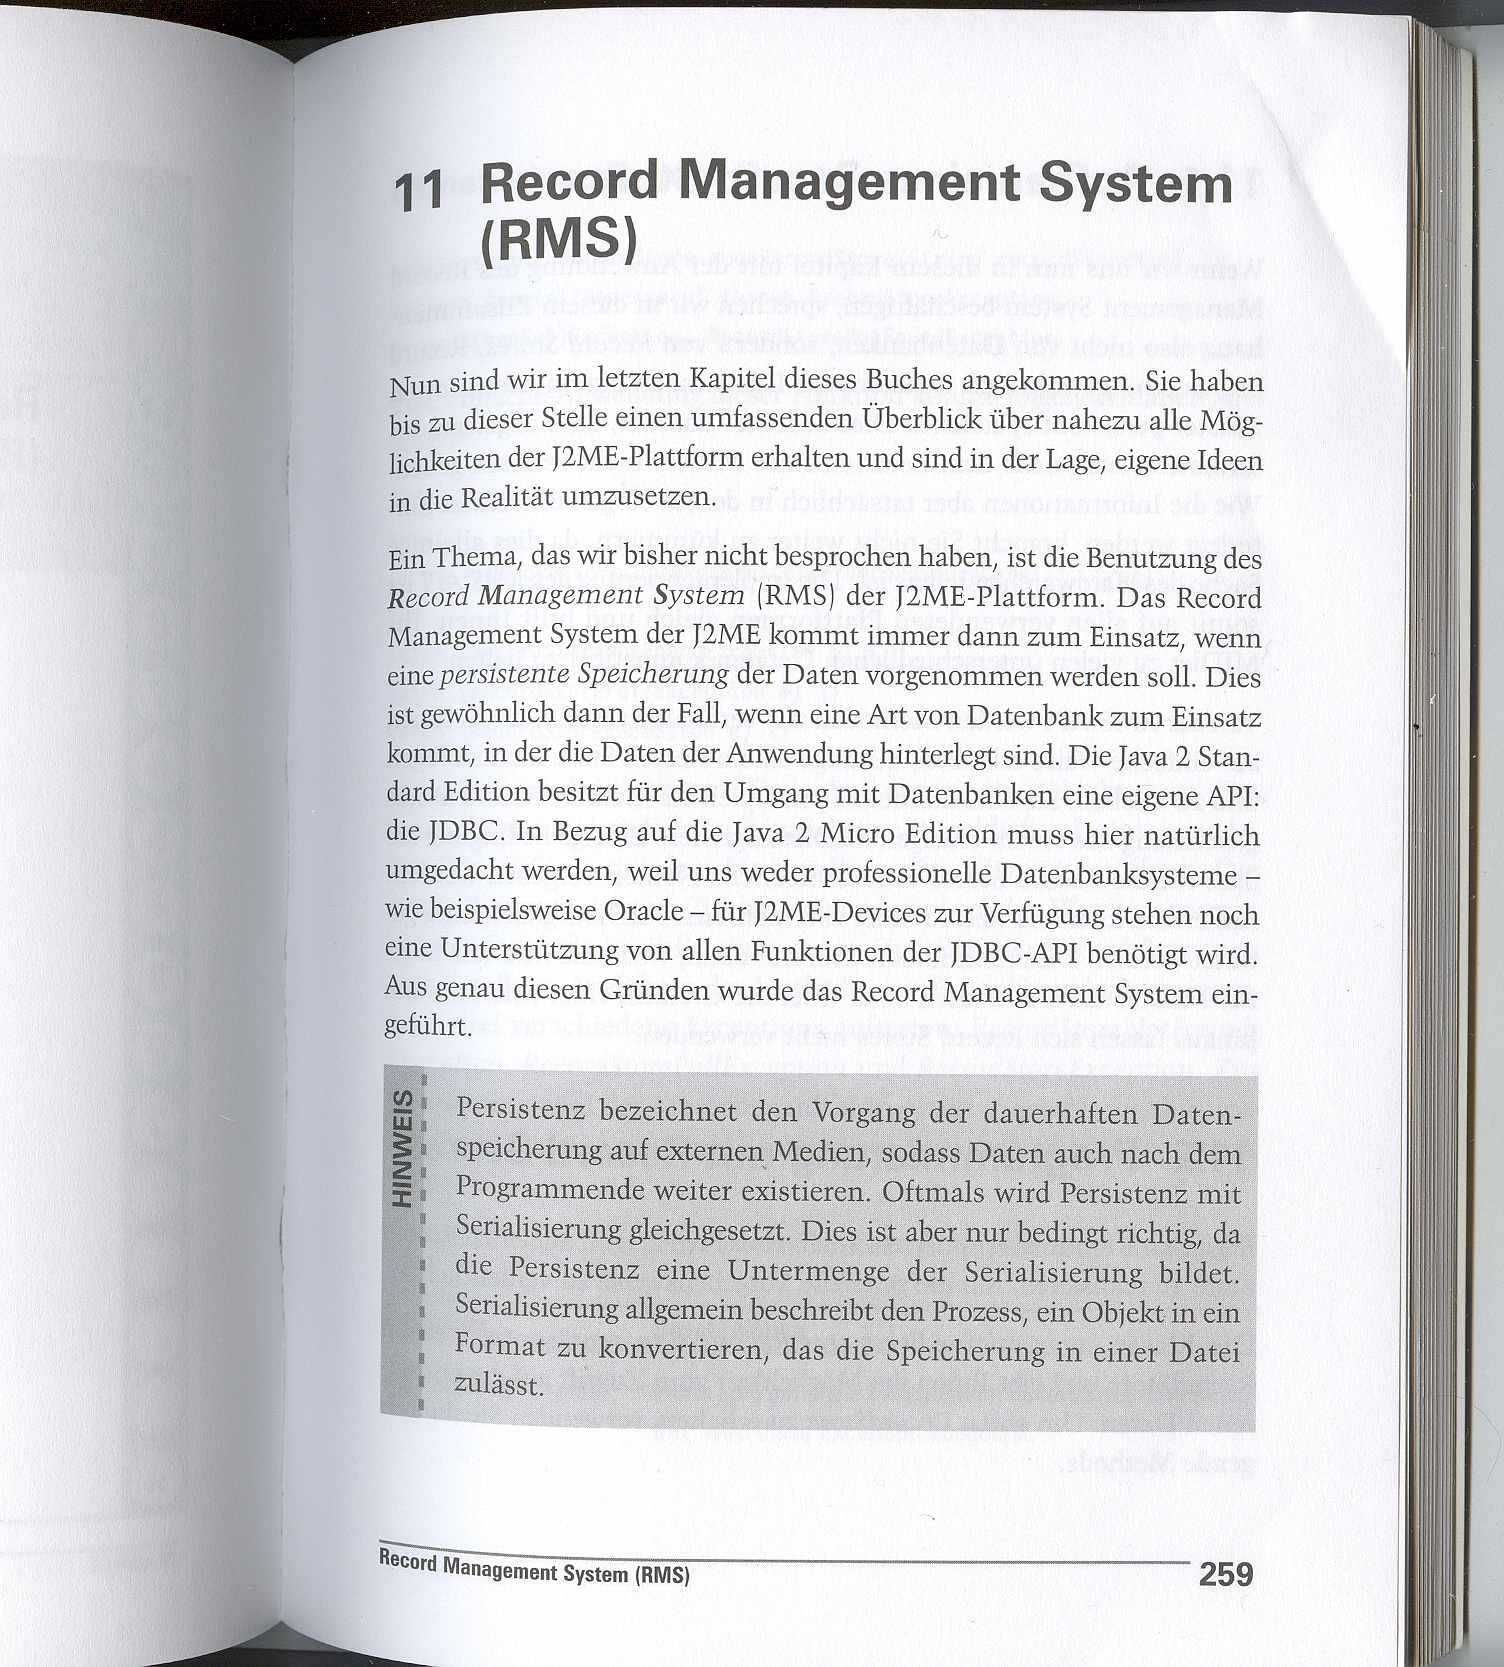 11 Record Management System
(RMS)
Nun sind wir im letzten Kapitel dieses Buches angekommen. Sie haben
bis zu dieser Stelle einen umfassenden Überblick über nahezu alle Mög-
lichkeiten der J2ME-Plattform erhalten und sind in der Lage, eigene Ideen
in die Realität umzusetzen.
Ein Thema, das wir bisher nicht besprochen haben, ist die Benutzung des
Record Management System (RMS) der J2ME-Plattform. Das Record
Management System der J2ME kommt immer dann zum Einsatz, wenn
eine persistente Speicherung der Daten vorgenommen werden soll. Dies
ist gewöhnlich dann der Fall, wenn eine Art von Datenbank zum Einsatz
kommt, in der die Daten der Anwendung hinterlegt sind. Die Java 2 Stan-
dard Edition besitzt für den Umgang mit Datenbanken eine eigene API:
die JDBC. In Bezug auf die Java 2 Micro Edition muss hier natürlich
umgedacht werden, weil uns weder professionelle Datenbanksysteme –
wie beispielsweise Oracle – für J2ME-Devices zur Verfügung stehen noch
eine Unterstützung von allen Funktionen der JDBC-API benötigt wird.
Aus genau diesen Gründen wurde das Record Management System ein-
geführt.
HINWEIS
Persistenz bezeichnet den Vorgang der dauerhaften Daten-
speicherung auf externen Medien, sodass Daten auch nach dem
Programmende weiter existieren. Oftmals wird Persistenz mit
Serialisierung gleichgesetzt. Dies ist aber nur bedingt richtig, da
die Persistenz eine Untermenge der Serialisierung bildet.
Serialisierung allgemein beschreibt den Prozess, ein Objekt in ein
Format zu konvertieren, das die Speicherung in einer Datei
zulässt.
Record Management System (RMS) 259